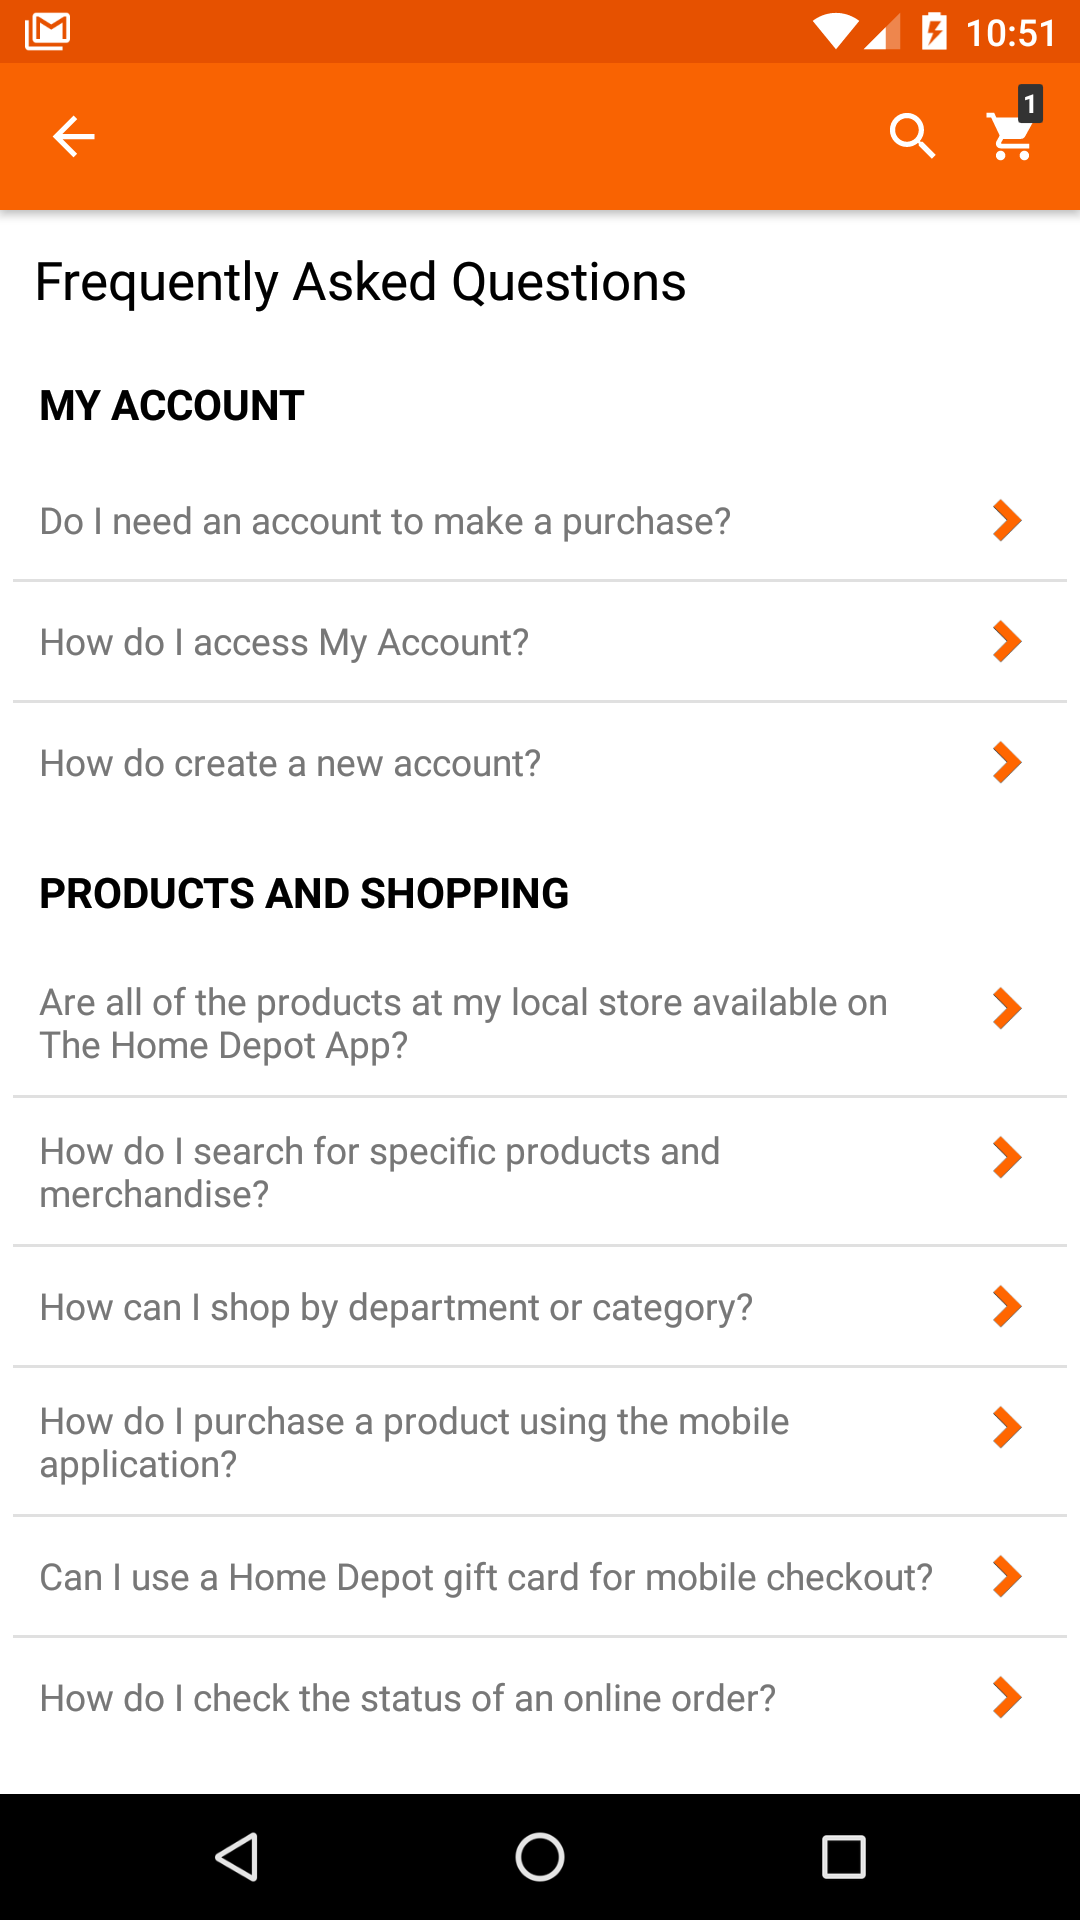 10:51
1
Frequently Asked Questions
MY ACCOUNT
Do I need an account to make a purchase?
How do I access My Account?
How do create a new account?
PRODUCTS AND SHOPPING
Are all of the products at my local store available on
The Home Depot App?
How do I search for specific products and
merchandise?
How can I shop by department or category?
How do I purchase a product using the mobile
application?
Can I use a Home Depot gift card for mobile checkout?
How do I check the status of an online order?